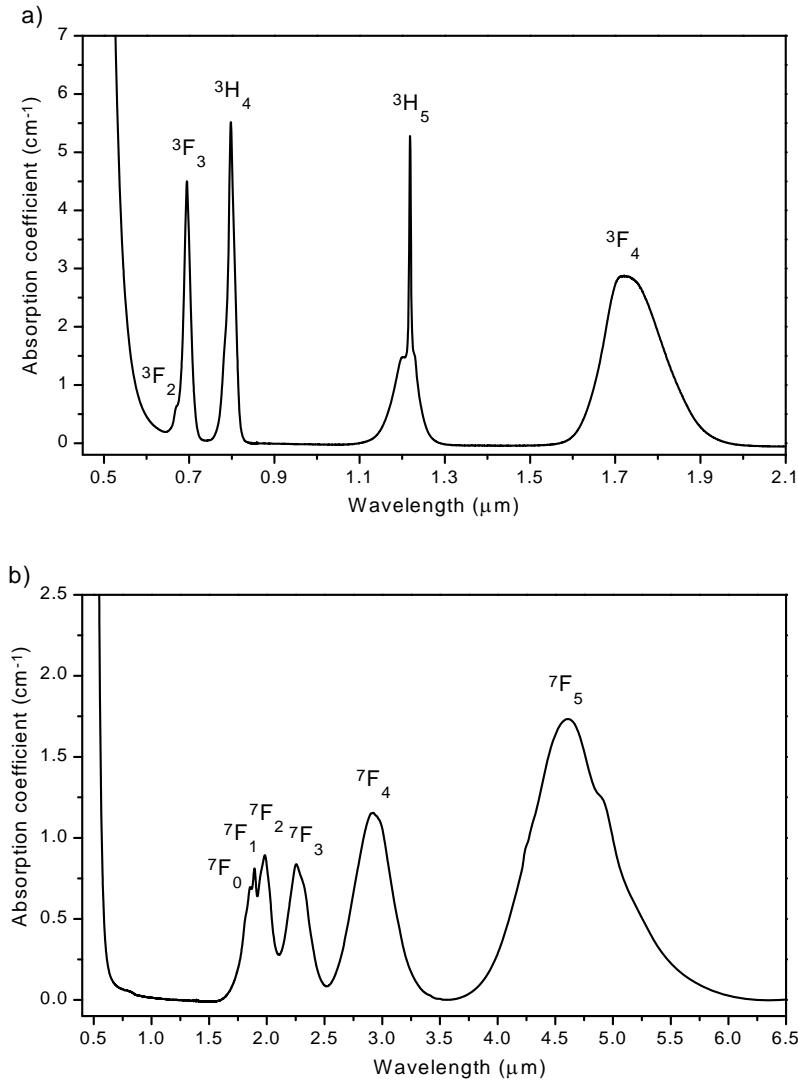 a)
7
6
5
4
3
2
1
0
Absorption coefficient (cm-1)
3F2
3F3
3H4
3H5
3F4
0.5 0.7 0.9 1.1 1.3 1.5 1.7 1.9 2.1
Wavelength (μm)
b)
2.5
2.0
1.5
1.0
0.5
0.0
Absorption coefficient (cm-1)
7F0
7F1
7F2
7F3
7F4
7F5
0.5 1.0 1.5 2.0 2.5 3.0 3.5 4.0 4.5 5.0 5.5 6.0 6.5
Wavelength (μm)